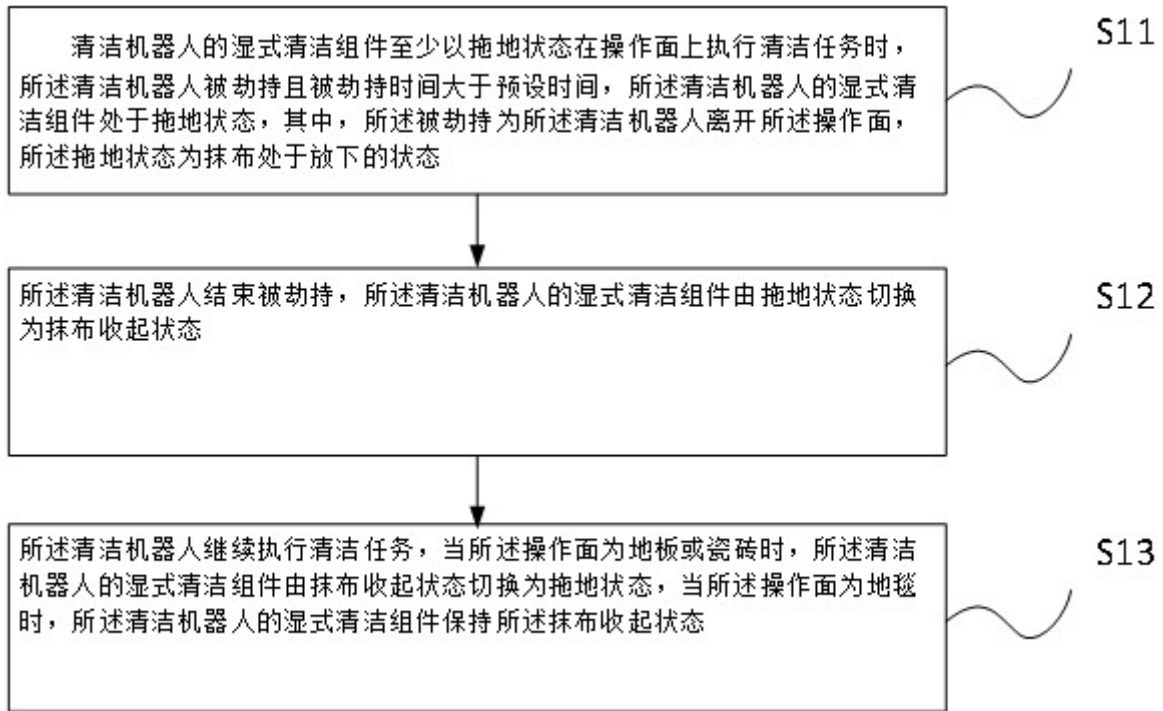 清洁机器人的湿式清洁组件至少以拖地状态在操作面上执行清洁任务时，
所述清洁机器人被劫持且被劫持时间大于预设时间，所述清洁机器人的湿式清
洁组件处于拖地状态，其中，所述被劫持为所述清洁机器人离开所述操作面，
所述拖地状态为抹布处于放下的状态
S11
所述清洁机器人结束被劫持，所述清洁机器人的湿式清洁组件由拖地状态切换
为抹布收起状态
S12
所述清洁机器人继续执行清洁任务，当所述操作面为地板或瓷砖时，所述清洁
机器人的湿式清洁组件由抹布收起状态切换为拖地状态，当所述操作面为地毯
时，所述清洁机器人的湿式清洁组件保持所述抹布收起状态
S13